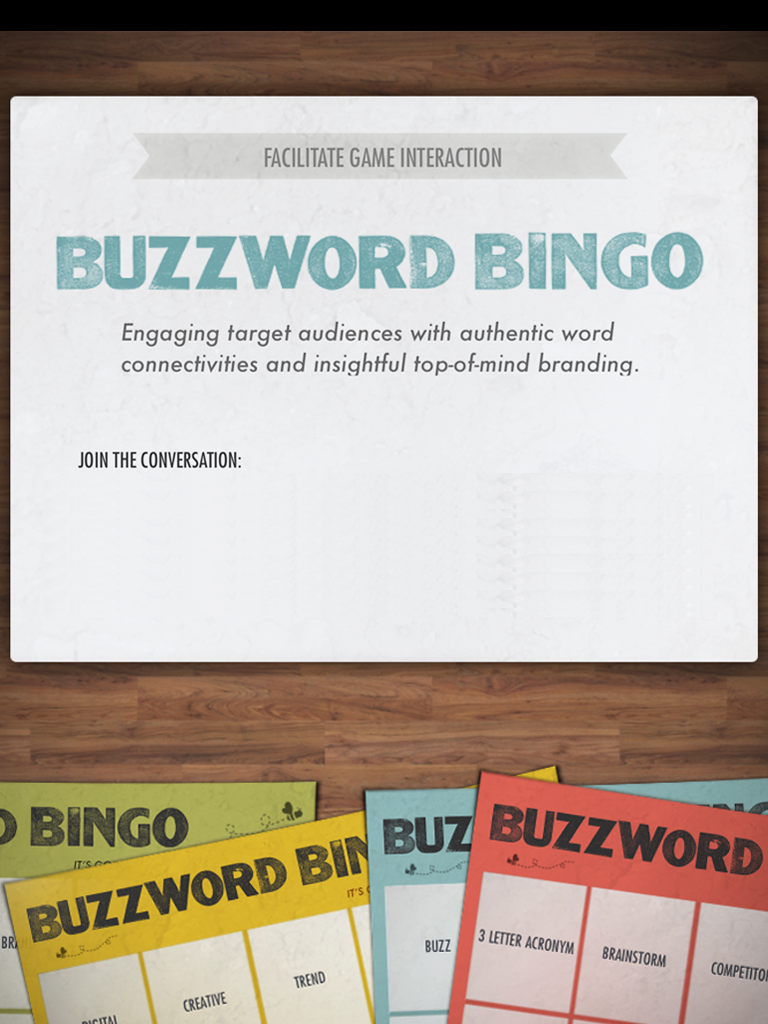 FACILITATE GAME INTERACTION
BUZZWORD BINGO
Engaging target audiences with authentic word
connectivities and insightful top-of-mind branding.
JOIN THE CONVERSATION:
BINGO
BUZZWORD BIN
CREATIVE
TREND
BUZZ
BUZZ
BUZZWORD
3 LETTER ACRONYM
BRAINSTORM